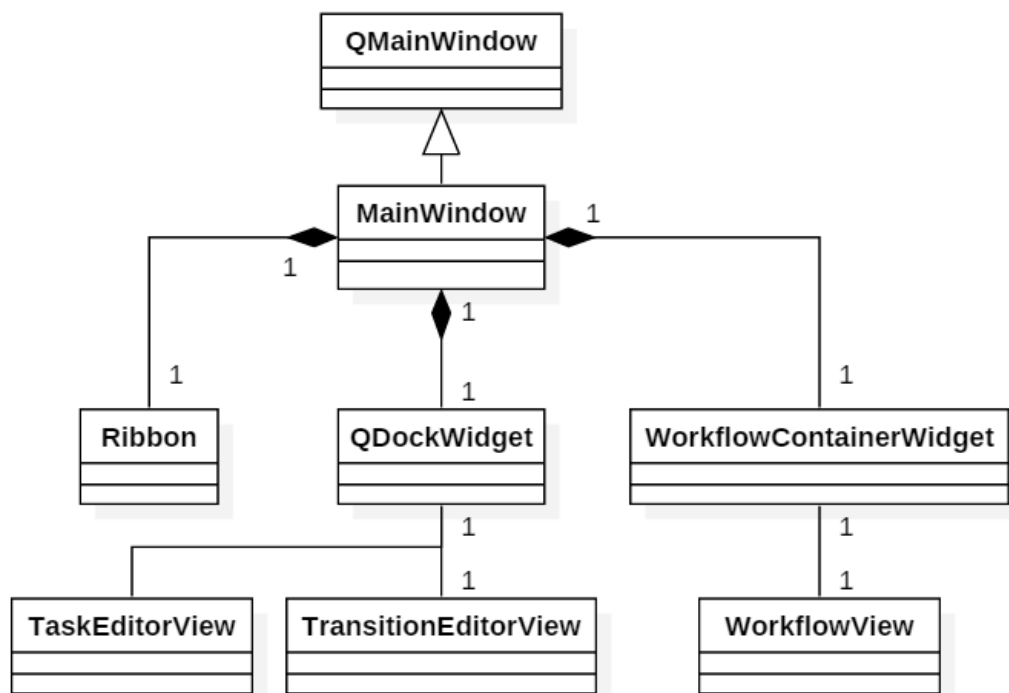 QMainWindow
MainWindow
1
1
1
1
1
1
Ribbon
QDockWidget
WorkflowContainerWidget
1
1
1
1
TaskEditorView
TransitionEditorView
WorkflowView